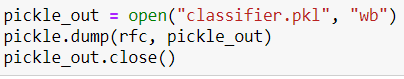 pickle_out = open("classifier.pkl", "wb")
pickle.dump(rfc, pickle_out)
pickle_out.close()